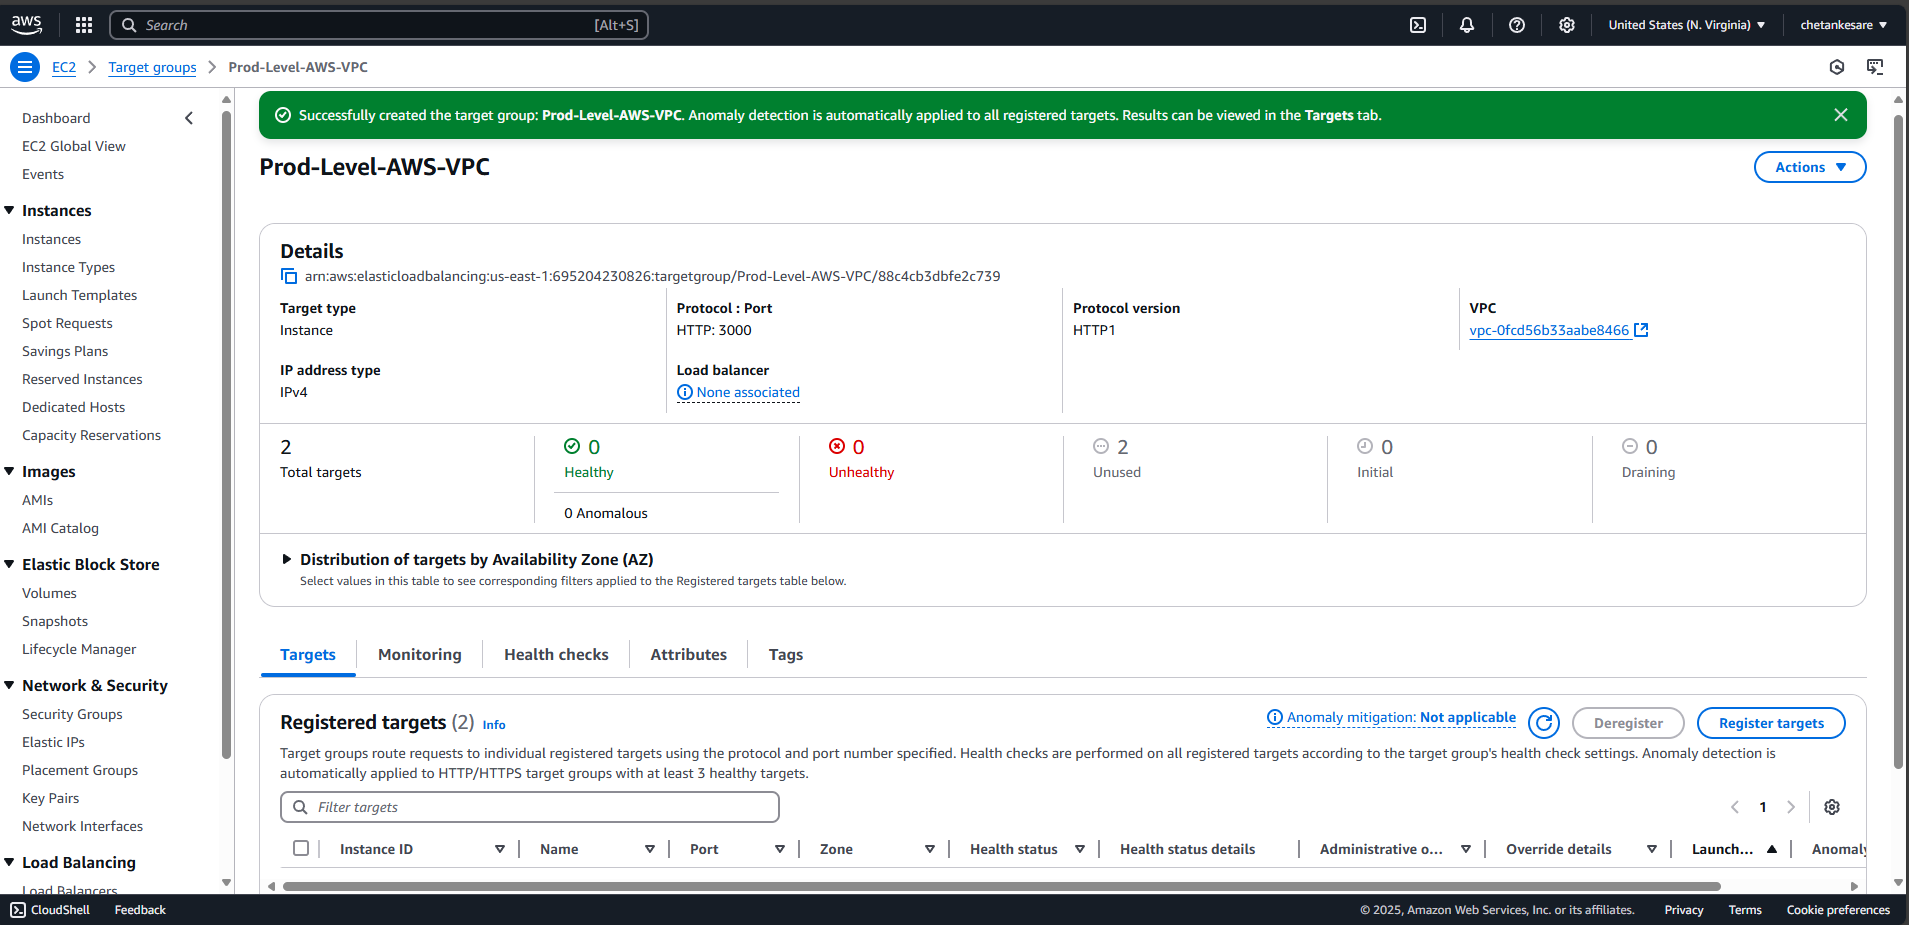 aws
Search
[Alt+S]
United States (N. Virginia)
chetankesare
EC2
Target groups
Prod-Level-AWS-VPC
Dashboard
EC2 Global View
Events
Instances
Instances
Instance Types
Launch Templates
Spot Requests
Savings Plans
Reserved Instances
Dedicated Hosts
Capacity Reservations
Images
AMIs
AMI Catalog
Elastic Block Store
Volumes
Snapshots
Lifecycle Manager
Network & Security
Security Groups
Elastic IPs
Placement Groups
Key Pairs
Network Interfaces
Load Balancing
Load Balancers
Successfully created the target group: Prod-Level-AWS-VPC. Anomaly detection is automatically applied to all registered targets. Results can be viewed in the Targets tab.
Prod-Level-AWS-VPC
Actions
Details
arn:aws:elasticloadbalancing:us-east-1:695204230826:targetgroup/Prod-Level-AWS-VPC/88c4cb3dbfe2c739
Target type
Instance
Protocol : Port
HTTP: 3000
Protocol version
HTTP1
VPC
vpc-0fcd56b33aabe8466
IP address type
IPv4
Load balancer
None associated
2
Total targets
0
Healthy
0 Anomalous
0
Unhealthy
2
Unused
0
Initial
0
Draining
Distribution of targets by Availability Zone (AZ)
Select values in this table to see corresponding filters applied to the Registered targets table below.
Targets
Monitoring
Health checks
Attributes
Tags
Registered targets (2) Info
Anomaly mitigation: Not applicable
Deregister
Register targets
Target groups route requests to individual registered targets using the protocol and port number specified. Health checks are performed on all registered targets according to the target group's health check settings. Anomaly detection is
automatically applied to HTTP/HTTPS target groups with at least 3 healthy targets.
Filter targets
1
Instance ID
Name
Port
Zone
Health status
Health status details
Administrative o...
Override details
Launch...
Anomaly
CloudShell
Feedback
© 2025, Amazon Web Services, Inc. or its affiliates.
Privacy
Terms
Cookie preferences